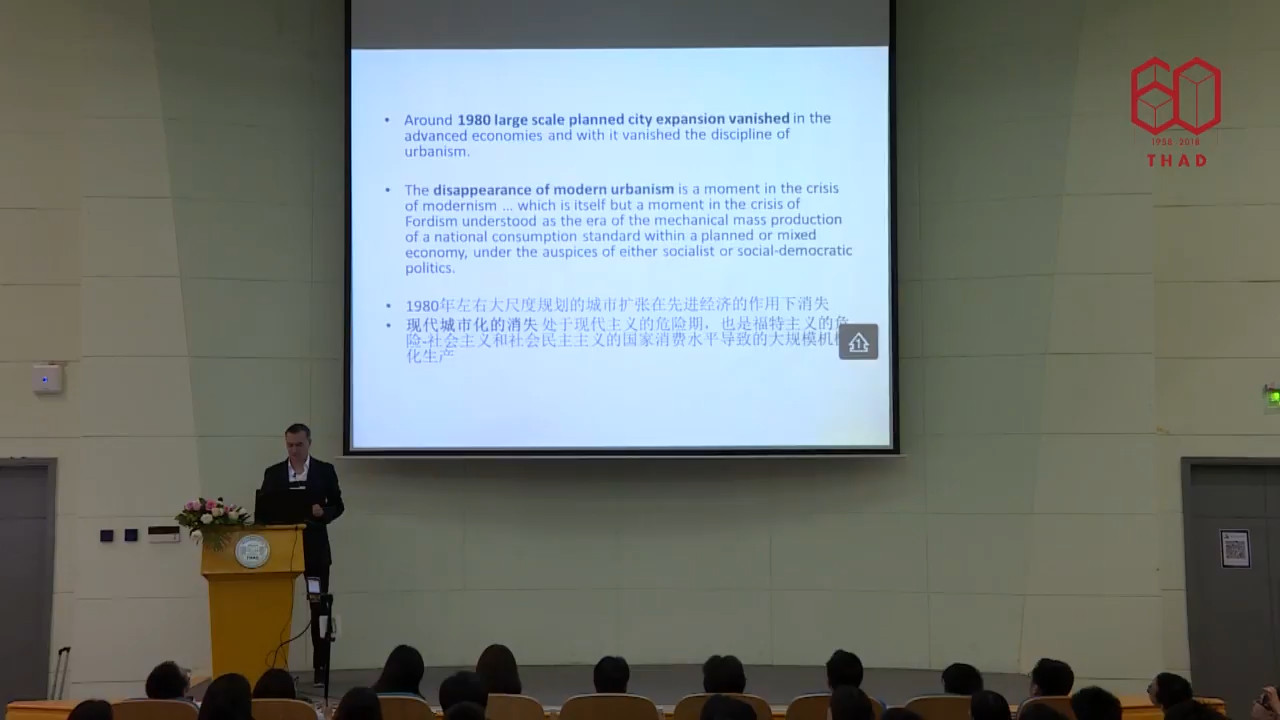 • Around 1980 large scale planned city expansion vanished in the
advanced economies and with it vanished the discipline of
urbanism.
• The disappearance of modern urbanism is a moment in the crisis
of modernism ... which is itself but a moment in the crisis of
Fordism understood as the era of the mechanical mass production
of a national consumption standard within a planned or mixed
economy, under the auspices of either socialist or social-democratic
politics.
• 1980年左右大尺度规划的城市扩张在先进经济的作用下消失
• 现代城市化的消失 处于现代主义的危险期，也是福特主义的危
险-社会主义和社会民主主义的国家消费水平导致的大规模机
化生产
1
60
1958 2018
THAD
THAD